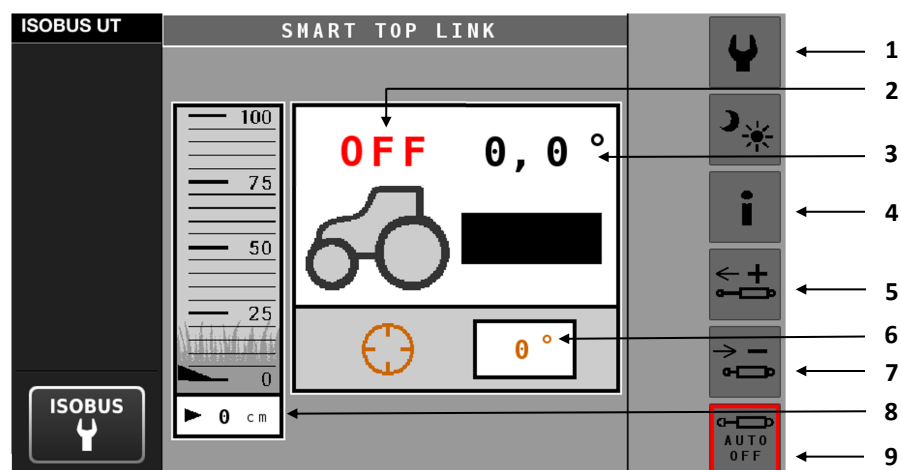 ISOBUS UT
SMART TOP LINK
1
2
100
OFF
0,0°
3
75
4
50
5
25
6
0 °
0
7
ISOBUS
0 cm
8
AUTO
OFF
9